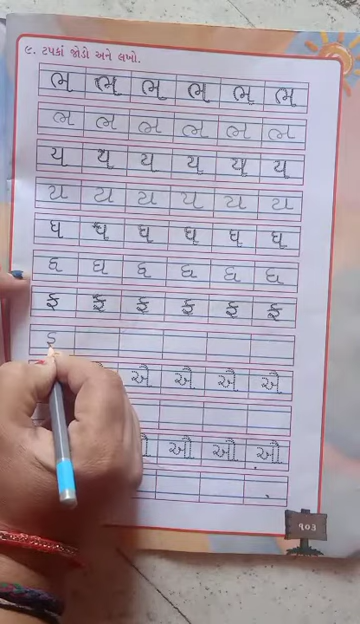 ૯. ટપકાં જોડો અને લખો.
ભ ભ ભ ભ ભ ભ
ભ ભ ભ ભ ભ ભ
ય ય ય ય ય ય
ય ય ય ય ય ય
ધ ધ ધ ધ ધ ધ
ધ ધ ધ ધ ધ ધ
ફ ફ ફ ફ ફ ફ
ઐ ઐ ઐ ઐ
ઔ ઔ ઔ
૧૦૩